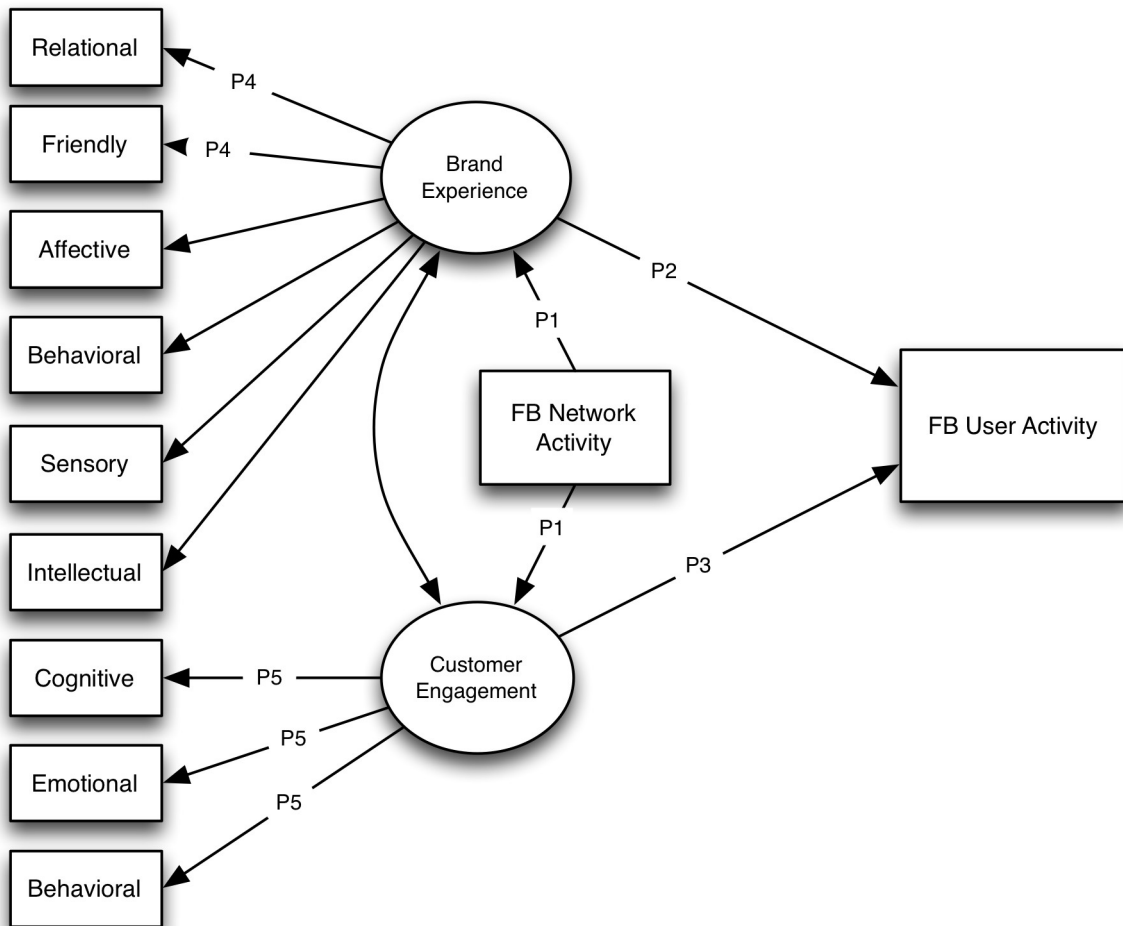 Relational
P4
Friendly
P4
Affective
Behavioral
Sensory
Intellectual
Cognitive
P5
Emotional
P5
Behavioral
P5
Brand
Experience
P1
FB Network
Activity
P1
Customer
Engagement
P2
P3
FB User Activity